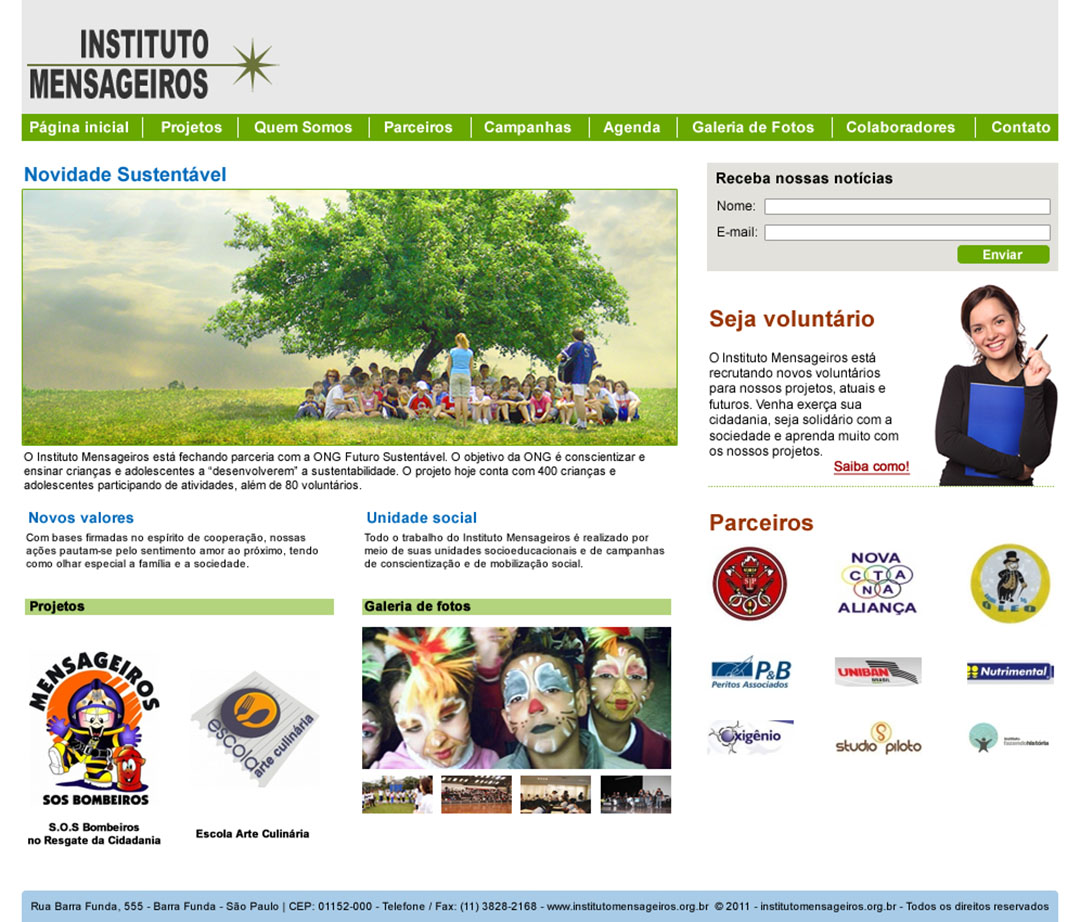 INSTITUTO
MENSAGEIROS
Página inicial
Projetos
Quem Somos
Parceiros
Campanhas
Agenda
Galeria de Fotos
Colaboradores
Contato
Novidade Sustentável
O Instituto Mensageiros está fechando parceria com a ONG Futuro Sustentável. O objetivo da ONG é conscientizar e
ensinar crianças e adolescentes a “desenvolverem” a sustentabilidade. O projeto hoje conta com 400 crianças e
adolescentes participando de atividades, além de 80 voluntários.
Novos valores
Com bases firmadas no espírito de cooperação, nossas
ações pautam-se pelo sentimento amor ao próximo, tendo
como olhar especial a família e a sociedade.
Unidade social
Todo o trabalho do Instituto Mensageiros é realizado por
meio de suas unidades socioeducacionais e de campanhas
de conscientização e de mobilização social.
Projetos
MENSAGEIROS
SOS BOMBEIROS
S.O.S Bombeiros
no Resgate da Cidadania
escola
arte culinária
Escola Arte Culinária
Galeria de fotos
Receba nossas notícias
Nome:
E-mail:
Enviar
Seja voluntário
O Instituto Mensageiros está
recrutando novos voluntários
para nossos projetos, atuais e
futuros. Venha exerça sua
cidadania, seja solidário com a
sociedade e aprenda muito com
os nossos projetos.
Saiba como!
Parceiros
SP
NOVA
CTA
NA
ALIANÇA
O LEO
P&B
Peritos Associados
UNIBAN
BRASIL
Nutrimental
Oxigênio
studio piloto
instituto
fazendohistória
Rua Barra Funda, 555 - Barra Funda - São Paulo | CEP: 01152-000 - Telefone / Fax: (11) 3828-2168 - www.institutomensageiros.org.br © 2011 - institutomensageiros.org.br - Todos os direitos reservados